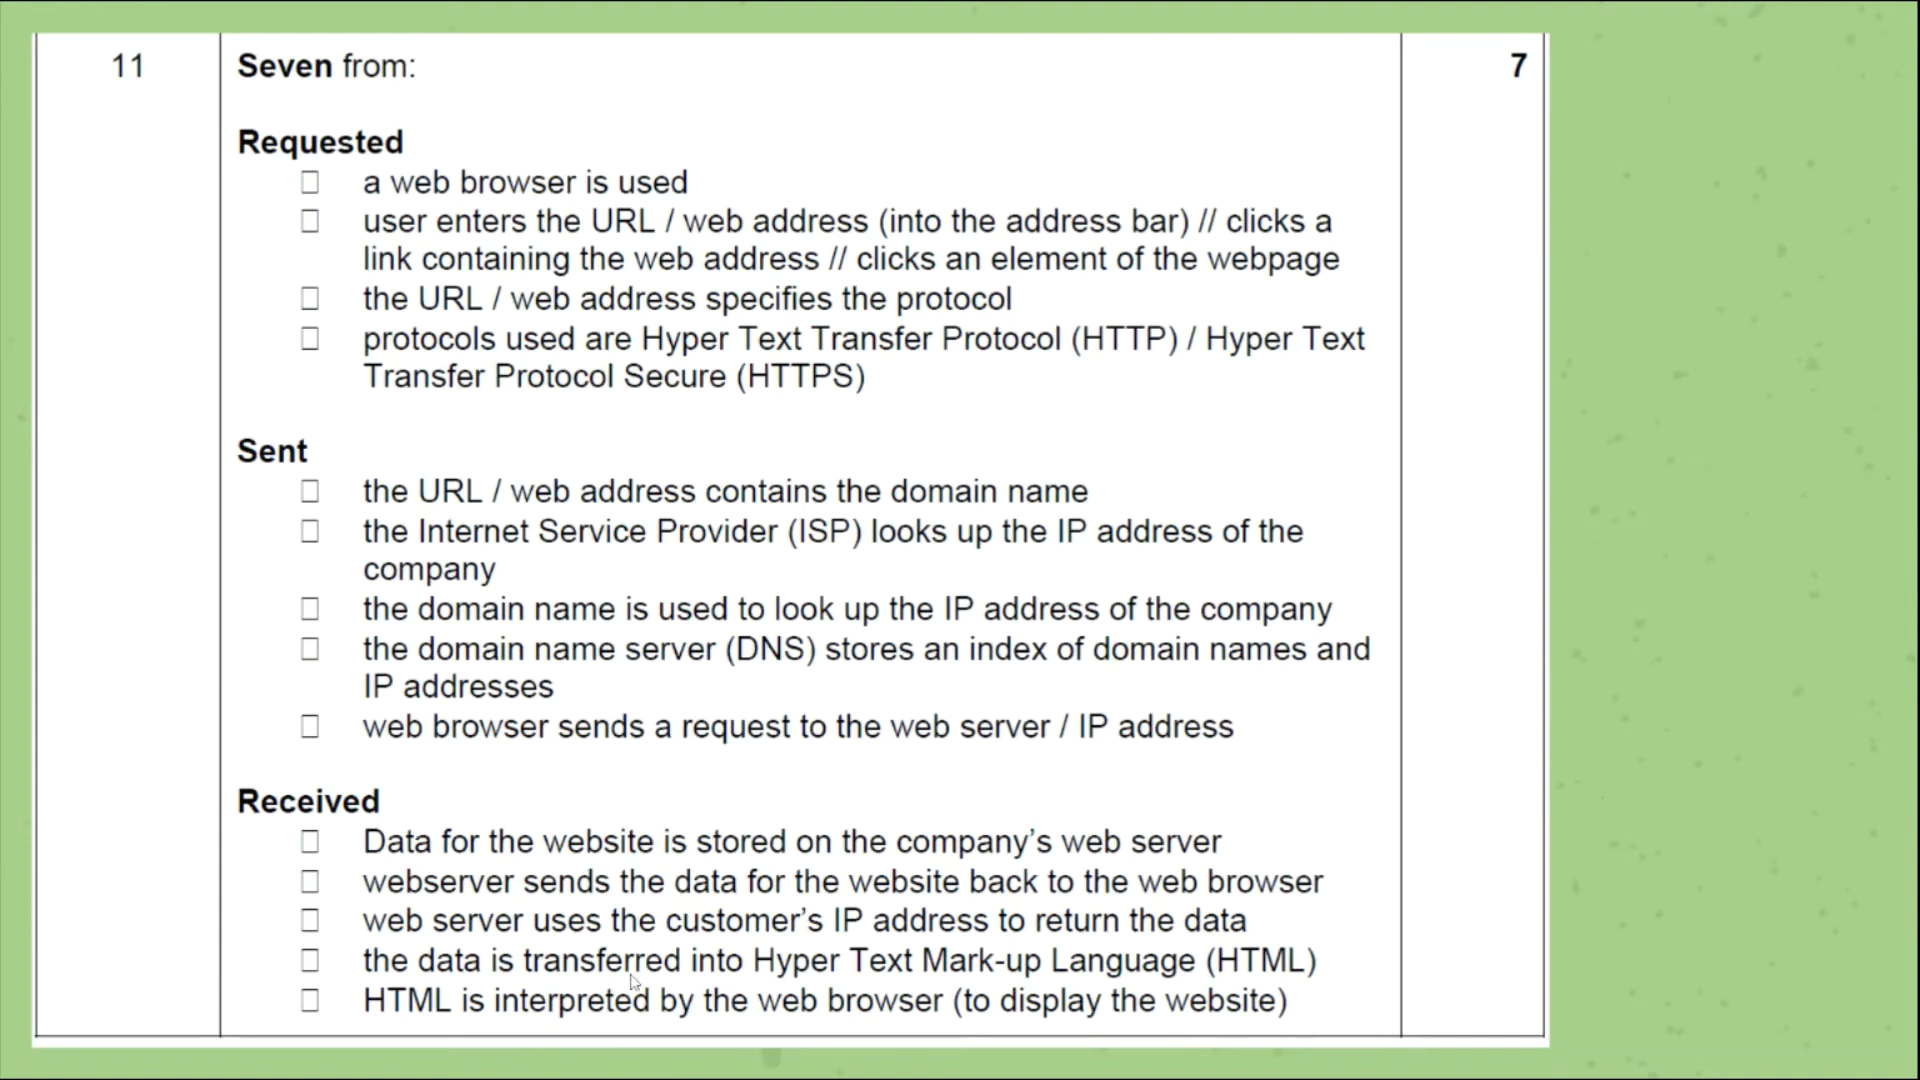 11 Seven from: 7
Requested
a web browser is used
user enters the URL / web address (into the address bar) // clicks a
link containing the web address // clicks an element of the webpage
the URL / web address specifies the protocol
protocols used are Hyper Text Transfer Protocol (HTTP) / Hyper Text
Transfer Protocol Secure (HTTPS)
Sent
the URL / web address contains the domain name
the Internet Service Provider (ISP) looks up the IP address of the
company
the domain name is used to look up the IP address of the company
the domain name server (DNS) stores an index of domain names and
IP addresses
web browser sends a request to the web server / IP address
Received
Data for the website is stored on the company’s web server
webserver sends the data for the website back to the web browser
web server uses the customer’s IP address to return the data
the data is transferred into Hyper Text Mark-up Language (HTML)
HTML is interpreted by the web browser (to display the website)